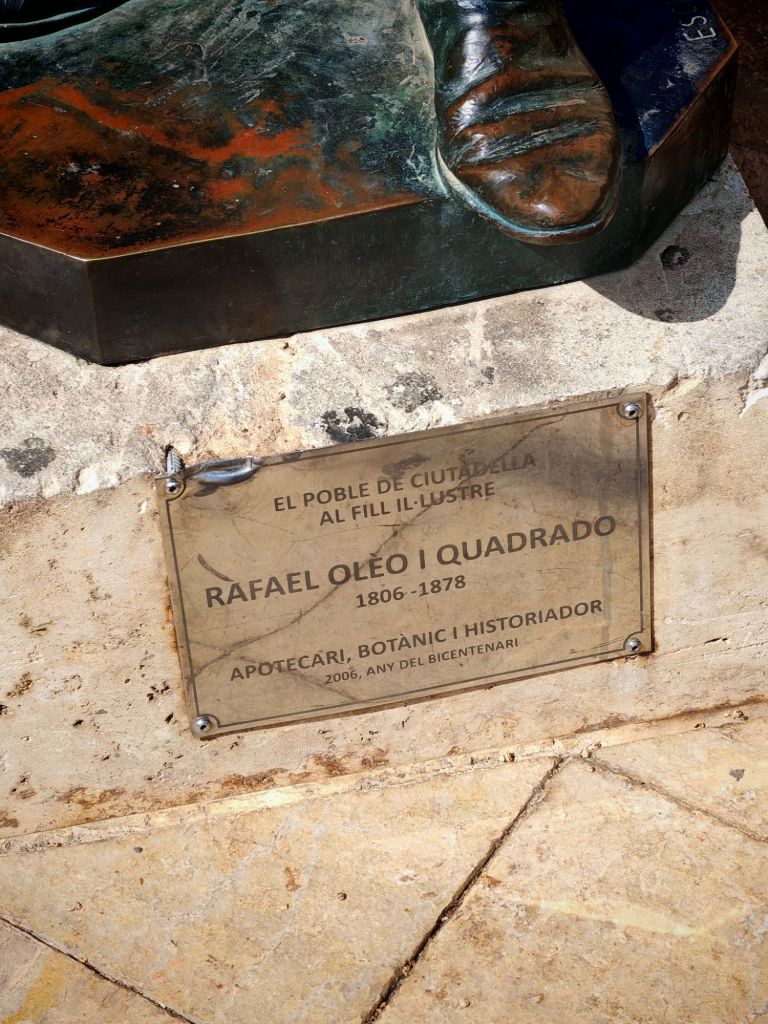 EL POBLE DE CIUTADELLA
AL FILL IL·LUSTRE
RAFAEL OLÈO I QUADRADO
1806 -1878
APOTECARI, BOTÀNIC I HISTORIADOR
2006, ANY DEL BICENTENARI